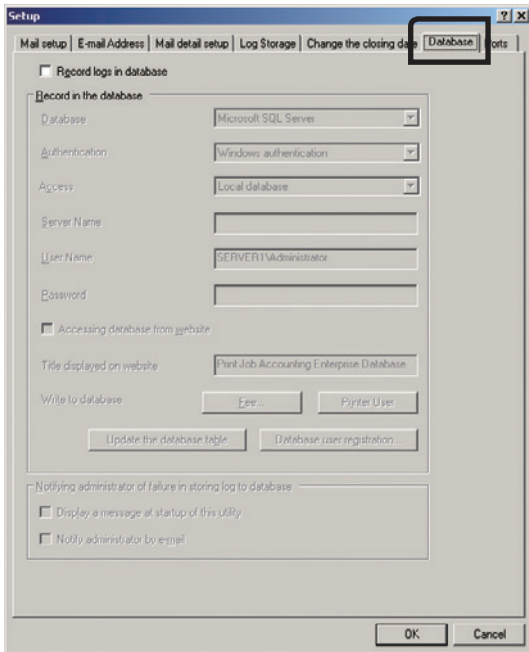 Setup
Mail setup E-mail Address Mail detail setup Log Storage Change the closing date Database Ports
Record logs in database
Record in the database
Database Microsoft SQL Server
Authentication Windows authentication
Access Local database
Server Name
User Name SERVER1\Administrator
Password
Accessing database from website
Title displayed on website Print Job Accounting Enterprise Database
Write to database Fee... Printer User
Update the database table Database user registration...
Notifying administrator of failure in storing log to database
Display a message at startup of this utility
Notify administrator by e-mail
OK Cancel